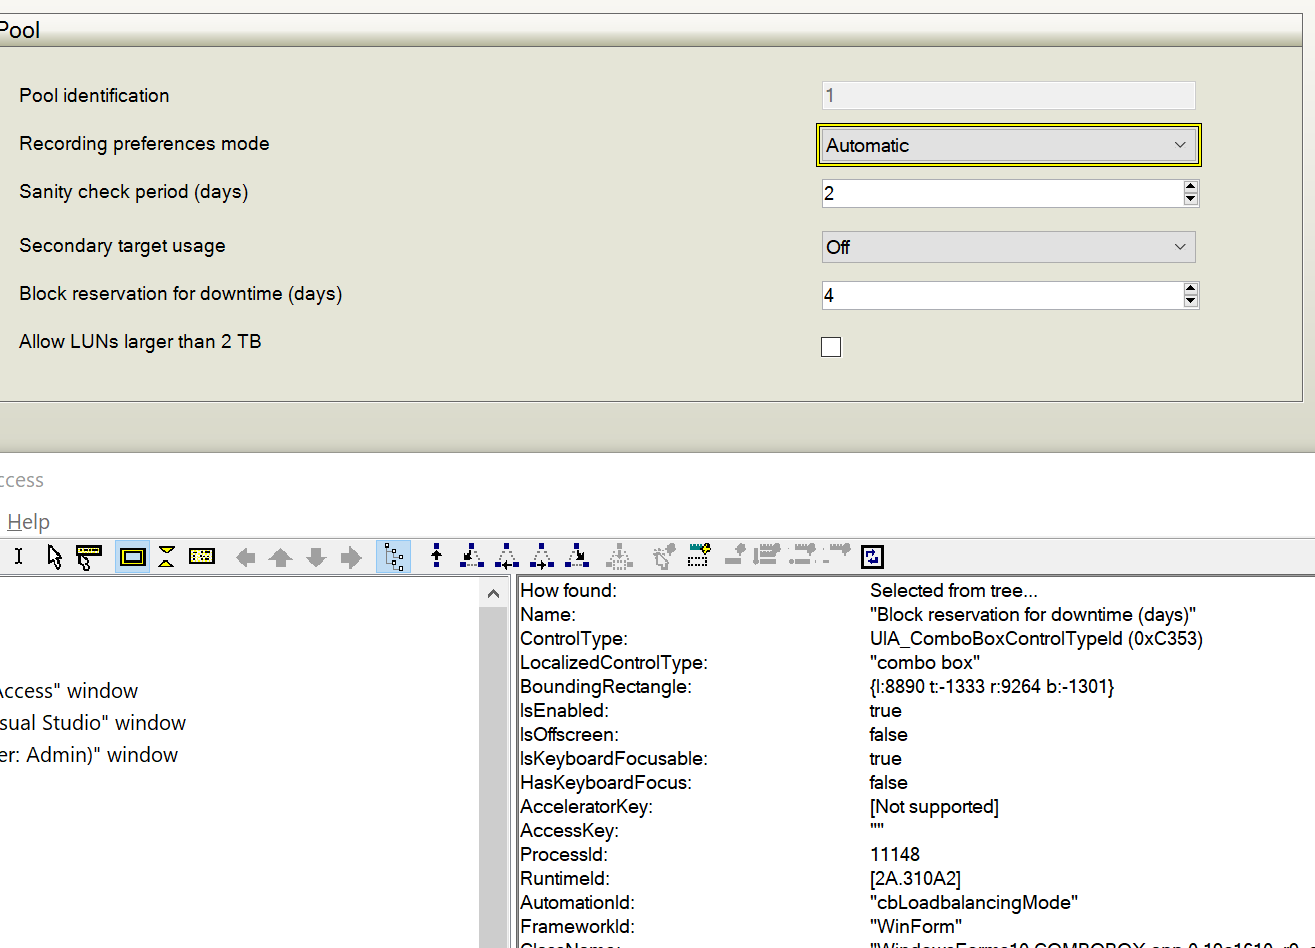 Pool
Pool identification
1
Recording preferences mode
Automatic
Sanity check period (days)
2
Secondary target usage
Off
Block reservation for downtime (days)
4
Allow LUNs larger than 2 TB
ccess
Help
How found: Selected from tree...
Name: "Block reservation for downtime (days)"
ControlType: UIA_ComboBoxControlTypeId (0xC353)
LocalizedControlType: "combo box"
BoundingRectangle: {l:8890 t:-1333 r:9264 b:-1301}
IsEnabled: true
IsOffscreen: false
IsKeyboardFocusable: true
HasKeyboardFocus: false
AcceleratorKey: [Not supported]
AccessKey: ""
ProcessId: 11148
RuntimeId: [2A.310A2]
AutomationId: "cbLoadbalancingMode"
FrameworkId: "WinForm"
Access" window
sual Studio" window
er: Admin)" window